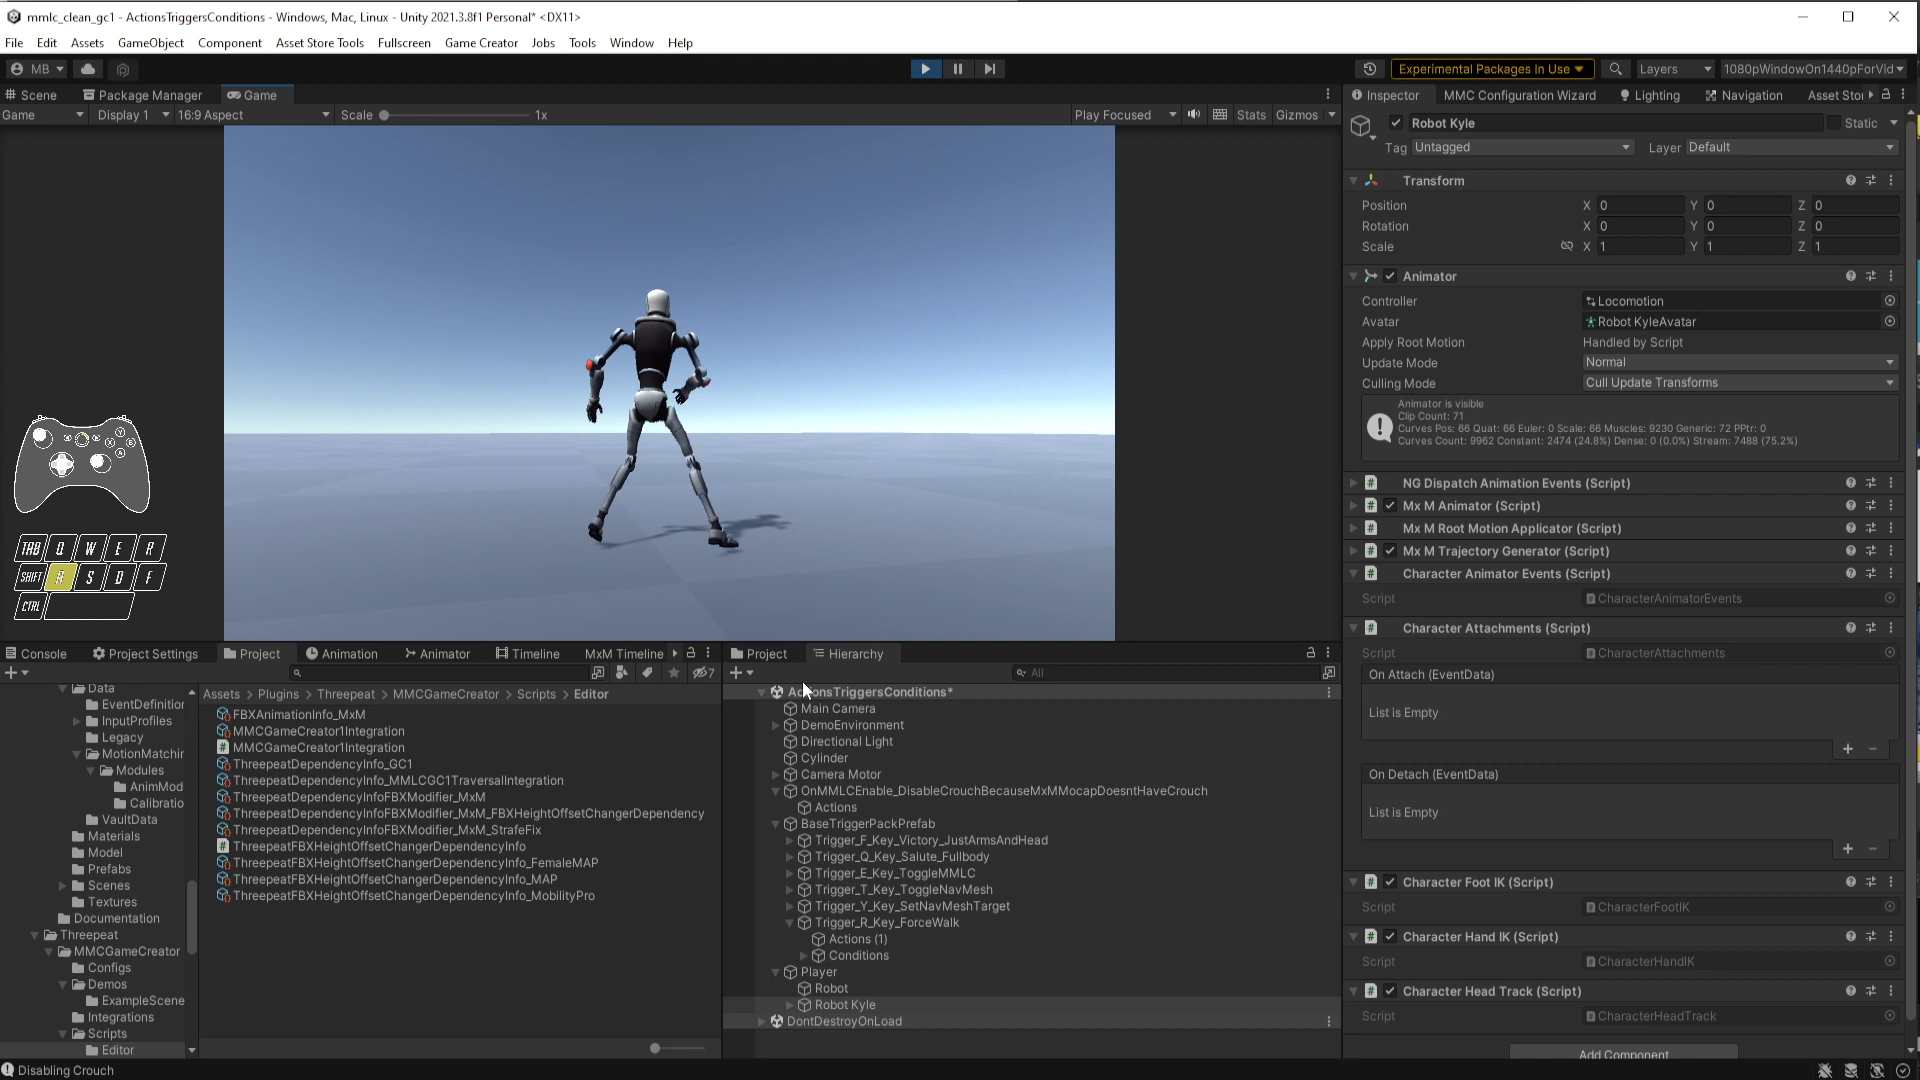 mmlc_clean_gc1 - ActionsTriggersConditions - Windows, Mac, Linux - Unity 2021.3.8f1 Personal* <DX11>
File Edit Assets GameObject Component Asset Store Tools Fullscreen Game Creator Jobs Tools Window Help
MB Experimental Packages In Use Layers 1080pWindowOn1440pForVid
Scene Package Manager Game
Game Display 1 16:9 Aspect Scale 1x Play Focused Stats Gizmos
TAB Q W E R
SHIFT A S D F
CTRL
Inspector MMC Configuration Wizard Lighting Navigation Asset Stor
Robot Kyle Static
Tag Untagged Layer Default
Transform
Position X 0 Y 0 Z 0
Rotation X 0 Y 0 Z 0
Scale X 1 Y 1 Z 1
Animator
Controller Locomotion
Avatar Robot KyleAvatar
Apply Root Motion Handled by Script
Update Mode Normal
Culling Mode Cull Update Transforms
Animator is visible
Clip Count: 71
Curves Pos: 66 Quat: 66 Euler: 0 Scale: 66 Muscles: 9230 Generic: 72 PPtr: 0
Curves Count: 9962 Constant: 2474 (24.8%) Dense: 0 (0.0%) Stream: 7488 (75.2%)
NG Dispatch Animation Events (Script)
Mx M Animator (Script)
Mx M Root Motion Applicator (Script)
Mx M Trajectory Generator (Script)
Character Animator Events (Script)
Script CharacterAnimatorEvents
Character Attachments (Script)
Script CharacterAttachments
On Attach (EventData)
List is Empty
On Detach (EventData)
List is Empty
Character Foot IK (Script)
Script CharacterFootIK
Character Hand IK (Script)
Script CharacterHandIK
Character Head Track (Script)
Script CharacterHeadTrack
Add Component
Console Project Settings Project Animation Animator Timeline MxM Timeline
7
Data
EventDefinition
InputProfiles
Legacy
MotionMatchir
Modules
AnimMod
Calibratio
VaultData
Materials
Model
Prefabs
Scenes
Textures
Documentation
Threepeat
MMCGameCreator
Configs
Demos
ExampleScene
Integrations
Scripts
Editor
Assets > Plugins > Threepeat > MMCGameCreator > Scripts > Editor
FBXAnimationInfo_MxM
MMCGameCreator1Integration
MMCGameCreator1Integration
ThreepeatDependencyInfo_GC1
ThreepeatDependencyInfo_MMLCGC1TraversalIntegration
ThreepeatDependencyInfoFBXModifier_MxM
ThreepeatDependencyInfoFBXModifier_MxM_FBXHeightOffsetChangerDependency
ThreepeatDependencyInfoFBXModifier_MxM_StrafeFix
ThreepeatFBXHeightOffsetChangerDependencyInfo
ThreepeatFBXHeightOffsetChangerDependencyInfo_FemaleMAP
ThreepeatFBXHeightOffsetChangerDependencyInfo_MAP
ThreepeatFBXHeightOffsetChangerDependencyInfo_MobilityPro
Project Hierarchy
All
ActionsTriggersConditions*
Main Camera
DemoEnvironment
Directional Light
Cylinder
Camera Motor
OnMMLCEnable_DisableCrouchBecauseMxMMocapDoesntHaveCrouch
Actions
BaseTriggerPackPrefab
Trigger_F_Key_Victory_JustArmsAndHead
Trigger_Q_Key_Salute_Fullbody
Trigger_E_Key_ToggleMMLC
Trigger_T_Key_ToggleNavMesh
Trigger_Y_Key_SetNavMeshTarget
Trigger_R_Key_ForceWalk
Actions (1)
Conditions
Player
Robot
Robot Kyle
DontDestroyOnLoad
Disabling Crouch